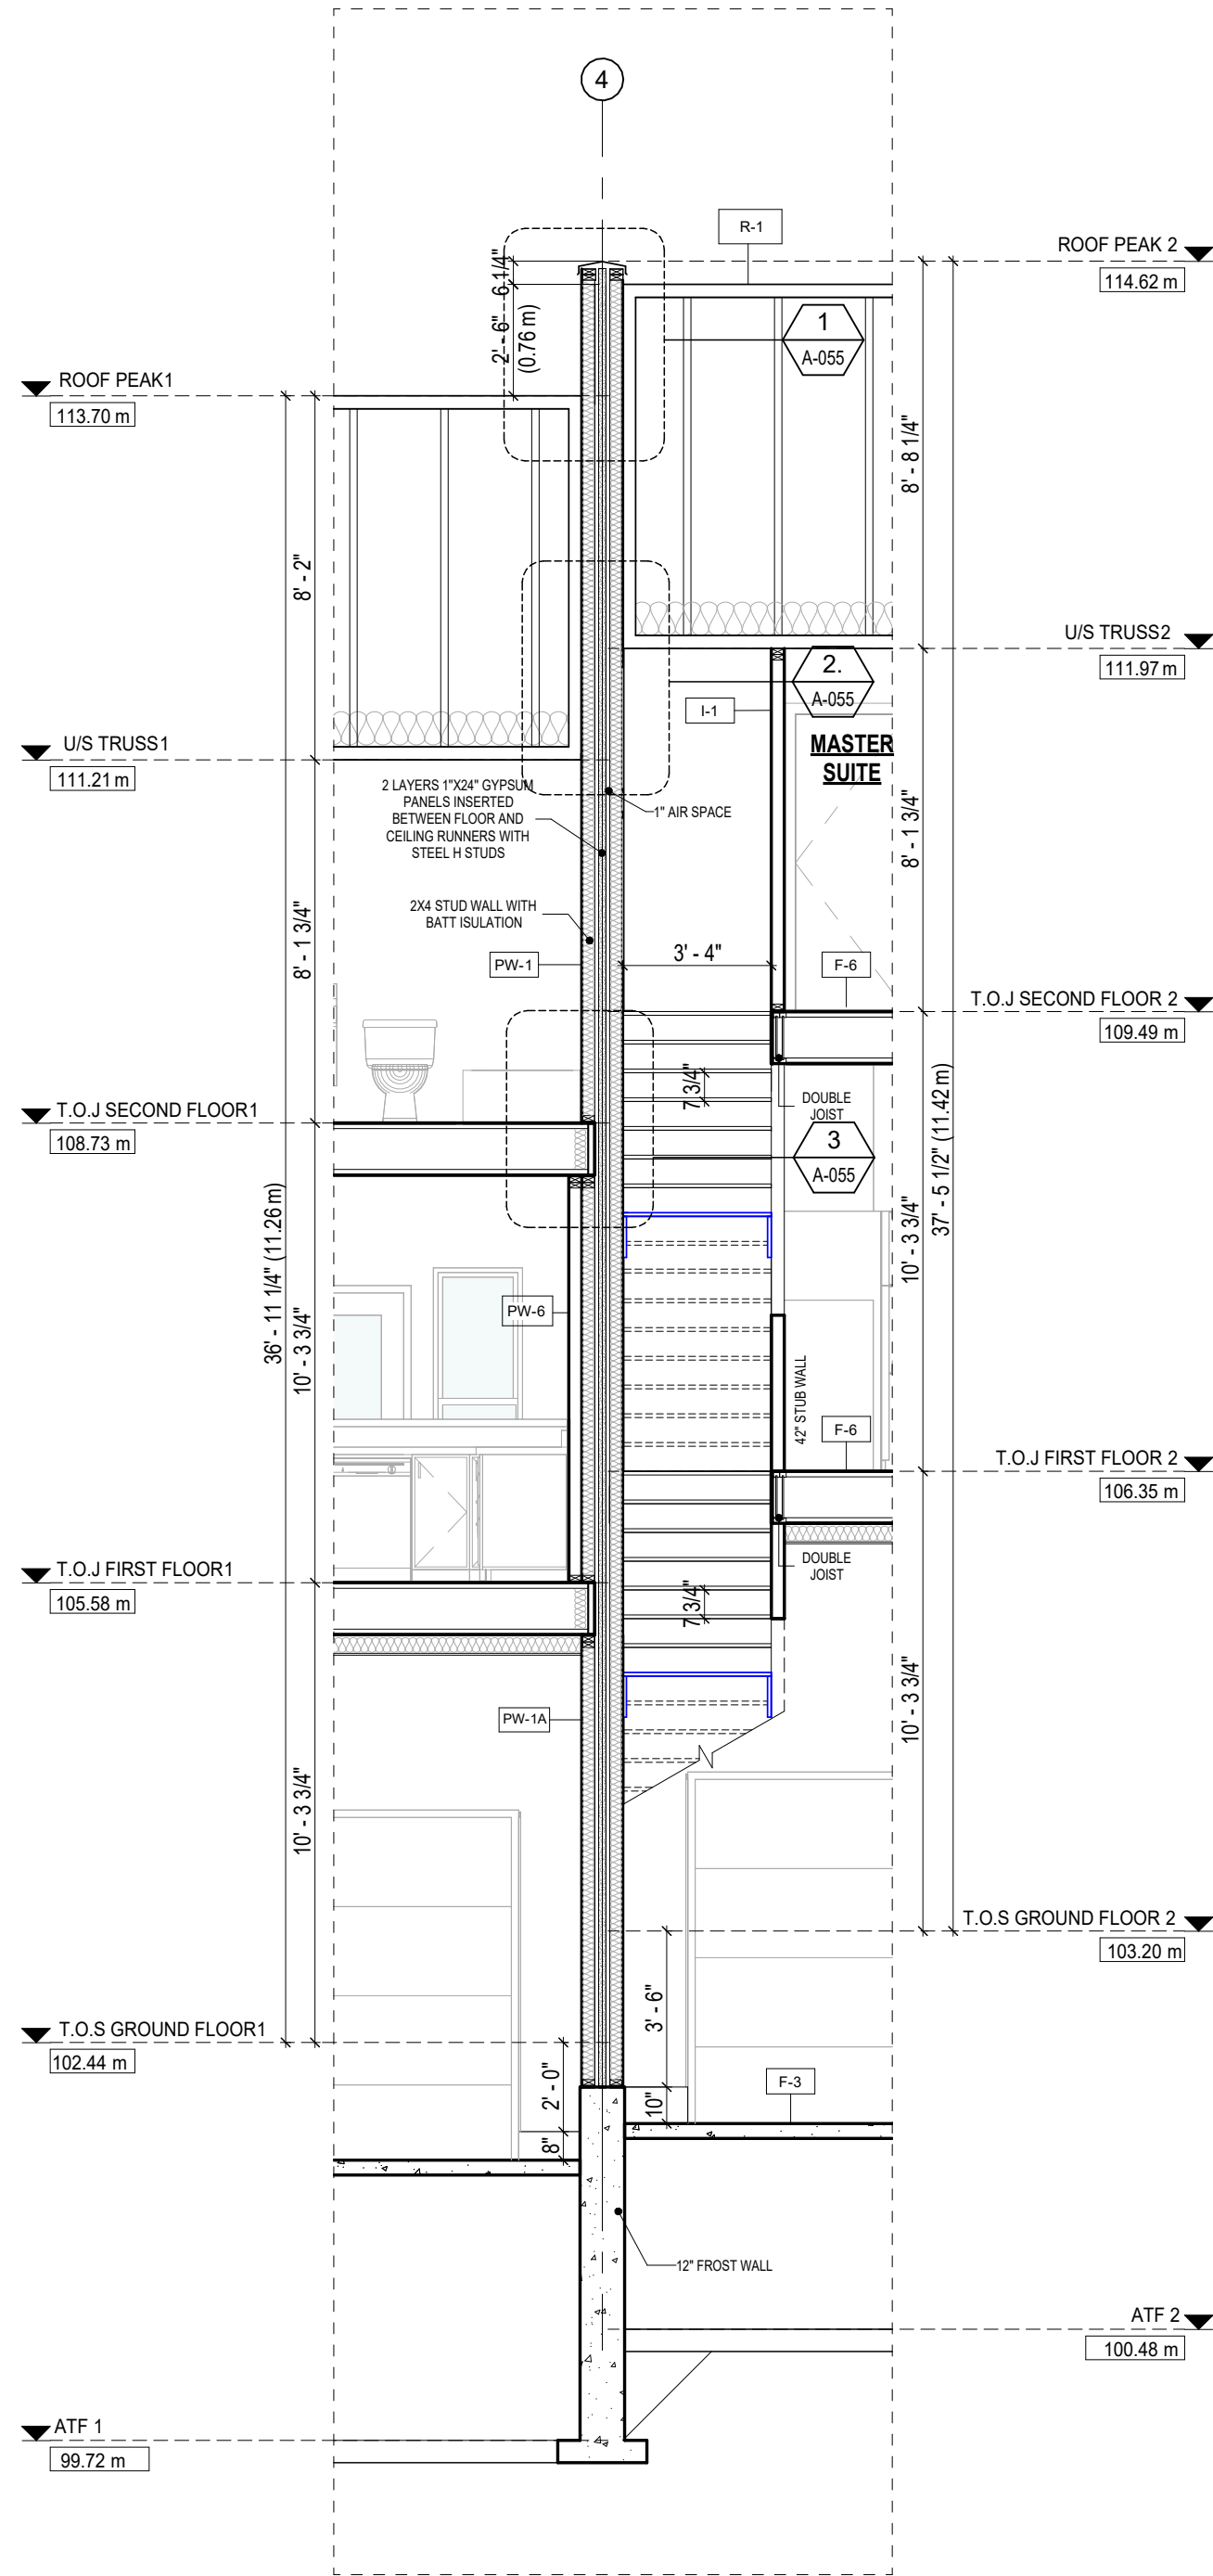 4
R-1
ROOF PEAK 2
114.62 m
6 1/4"
2' - 6"
(0.76 m)
1
A-055
ROOF PEAK1
113.70 m
8' - 8 1/4"
8' - 2"
U/S TRUSS2
111.97 m
2.
A-055
I-1
MASTER
SUITE
U/S TRUSS1
111.21 m
2 LAYERS 1"X24" GYPSUM
PANELS INSERTED
BETWEEN FLOOR AND
CEILING RUNNERS WITH
STEEL H STUDS
1" AIR SPACE
8' - 1 3/4"
2X4 STUD WALL WITH
BATT ISULATION
8' - 1 3/4"
PW-1
3' - 4"
F-6
T.O.J SECOND FLOOR 2
109.49 m
7 3/4"
DOUBLE
JOIST
T.O.J SECOND FLOOR1
108.73 m
3
A-055
37' - 5 1/2" (11.42 m)
36' - 11 1/4" (11.26 m)
10' - 3 3/4"
10' - 3 3/4"
PW-6
42" STUB WALL
F-6
T.O.J FIRST FLOOR 2
106.35 m
DOUBLE
JOIST
T.O.J FIRST FLOOR1
105.58 m
7 3/4"
10' - 3 3/4"
PW-1A
10' - 3 3/4"
T.O.S GROUND FLOOR 2
103.20 m
3' - 6"
T.O.S GROUND FLOOR1
102.44 m
2' - 0"
10"
F-3
8"
12" FROST WALL
ATF 2
100.48 m
ATF 1
99.72 m